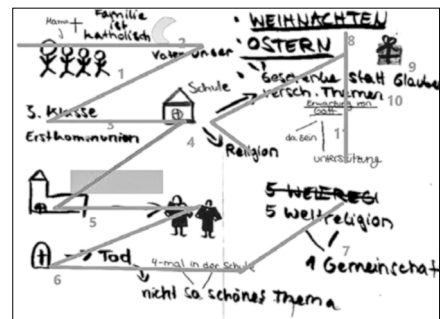 Mama +
Familie
ist
katholisch
1
2
Vater unser
3. Klasse
3
Erstkommunion
Schule
4
Religion
5
6
Tod
4-mal in der Schule
nicht so schönes Thema
WEIHNACHTEN
OSTERN
8
Geschenke statt Glaube
9
versch. Themen
10
Erwartung von
Gott
11
da sein
unterstützung
5 WELTREGI
5 Weltreligion
7
1 Gemeinschaft